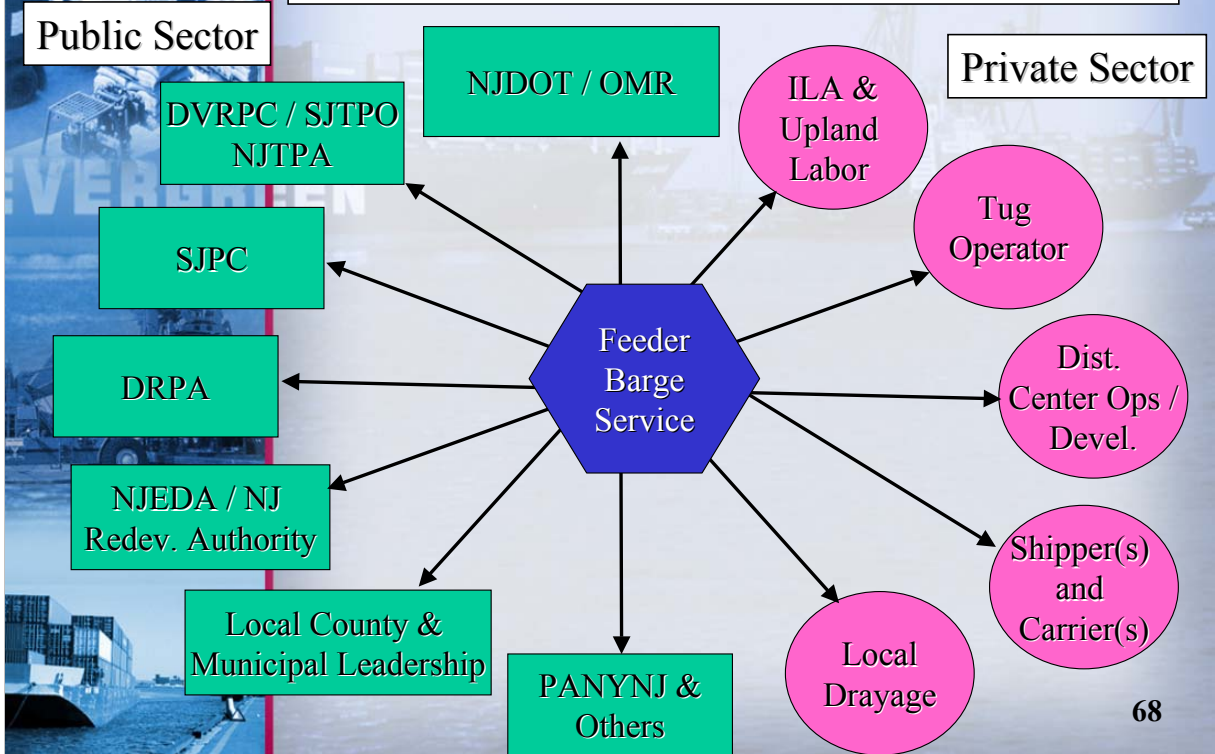 Public Sector
Private Sector
NJDOT / OMR
ILA &
Upland
Labor
DVRPC / SJTPO
NJTPA
Tug
Operator
SJPC
Feeder
Barge
Service
Dist.
Center Ops /
Devel.
DRPA
NJEDA / NJ
Redev. Authority
Shipper(s)
and
Carrier(s)
Local County &
Municipal Leadership
Local
Drayage
PANYNJ &
Others
68
EVERGREEN